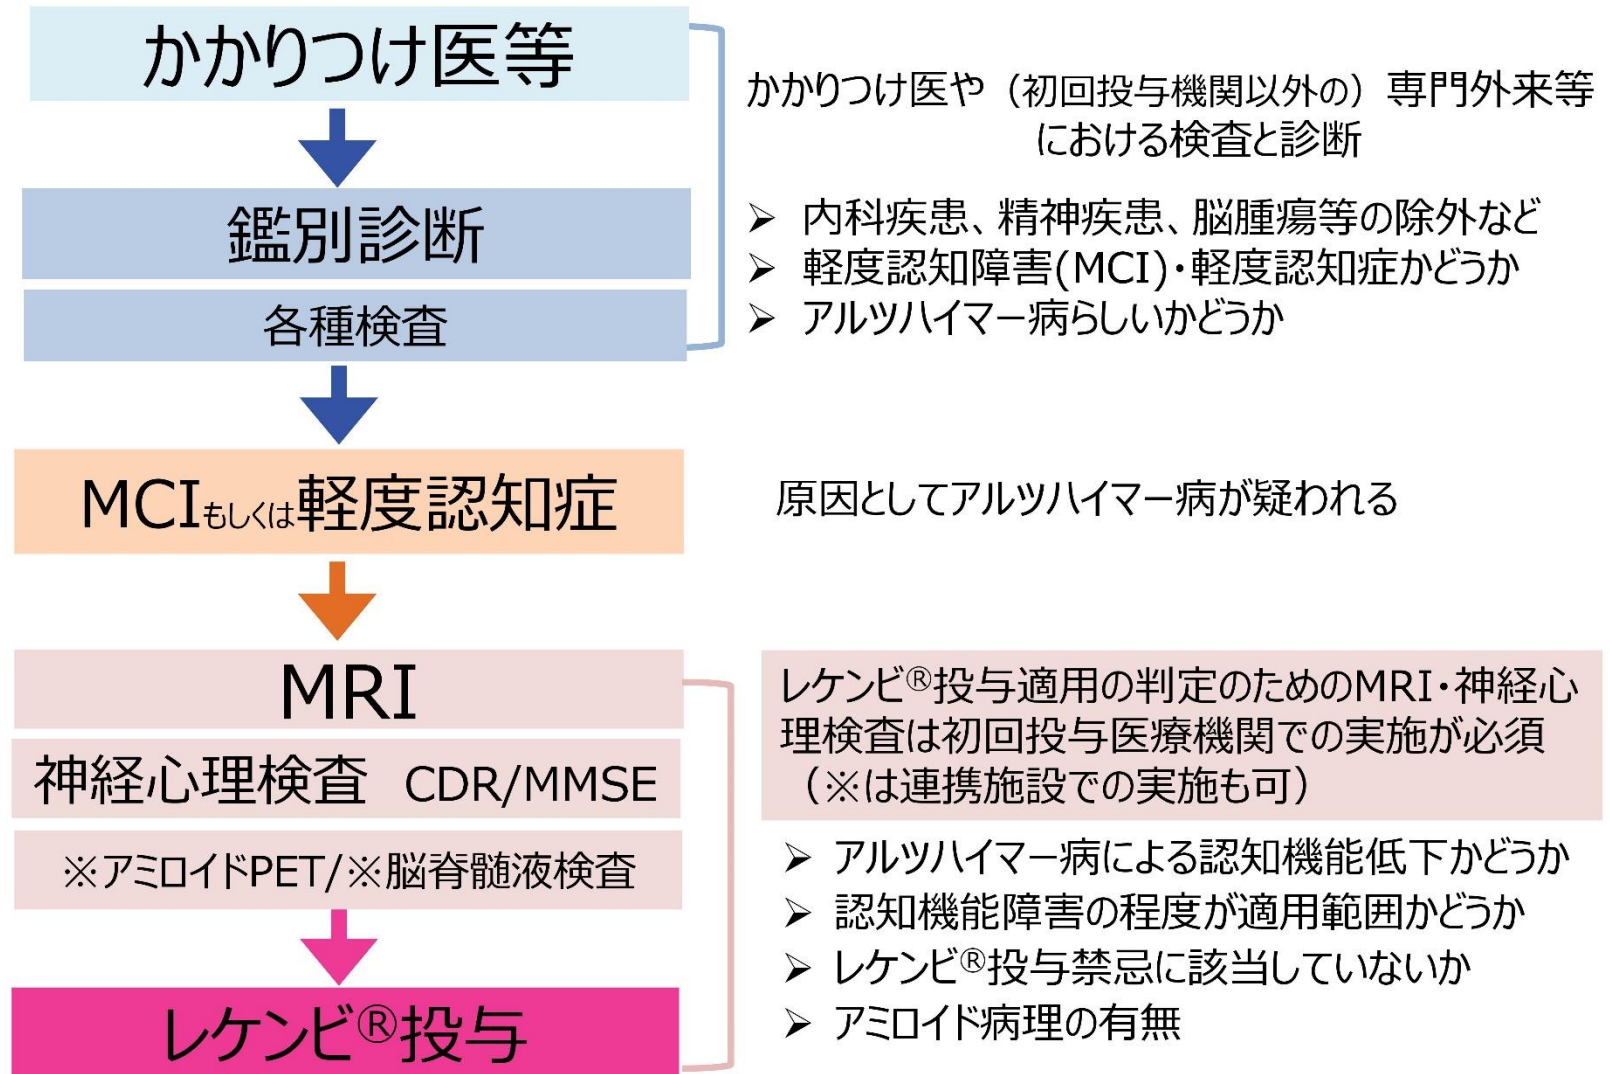 かかりつけ医等
かかりつけ医や（初回投与機関以外の）専門外来等
における検査と診断
鑑別診断
各種検査
➢ 内科疾患、精神疾患、脳腫瘍等の除外など
➢ 軽度認知障害(MCI)・軽度認知症かどうか
➢ アルツハイマー病らしいかどうか
MCIもしくは軽度認知症
原因としてアルツハイマー病が疑われる
MRI
神経心理検査 CDR/MMSE
※アミロイドPET/※脳脊髄液検査
レケンビ®投与適用の判定のためのMRI・神経心
理検査は初回投与医療機関での実施が必須
（※は連携施設での実施も可）
➢ アルツハイマー病による認知機能低下かどうか
➢ 認知機能障害の程度が適用範囲かどうか
➢ レケンビ®投与禁忌に該当していないか
➢ アミロイド病理の有無
レケンビ®投与